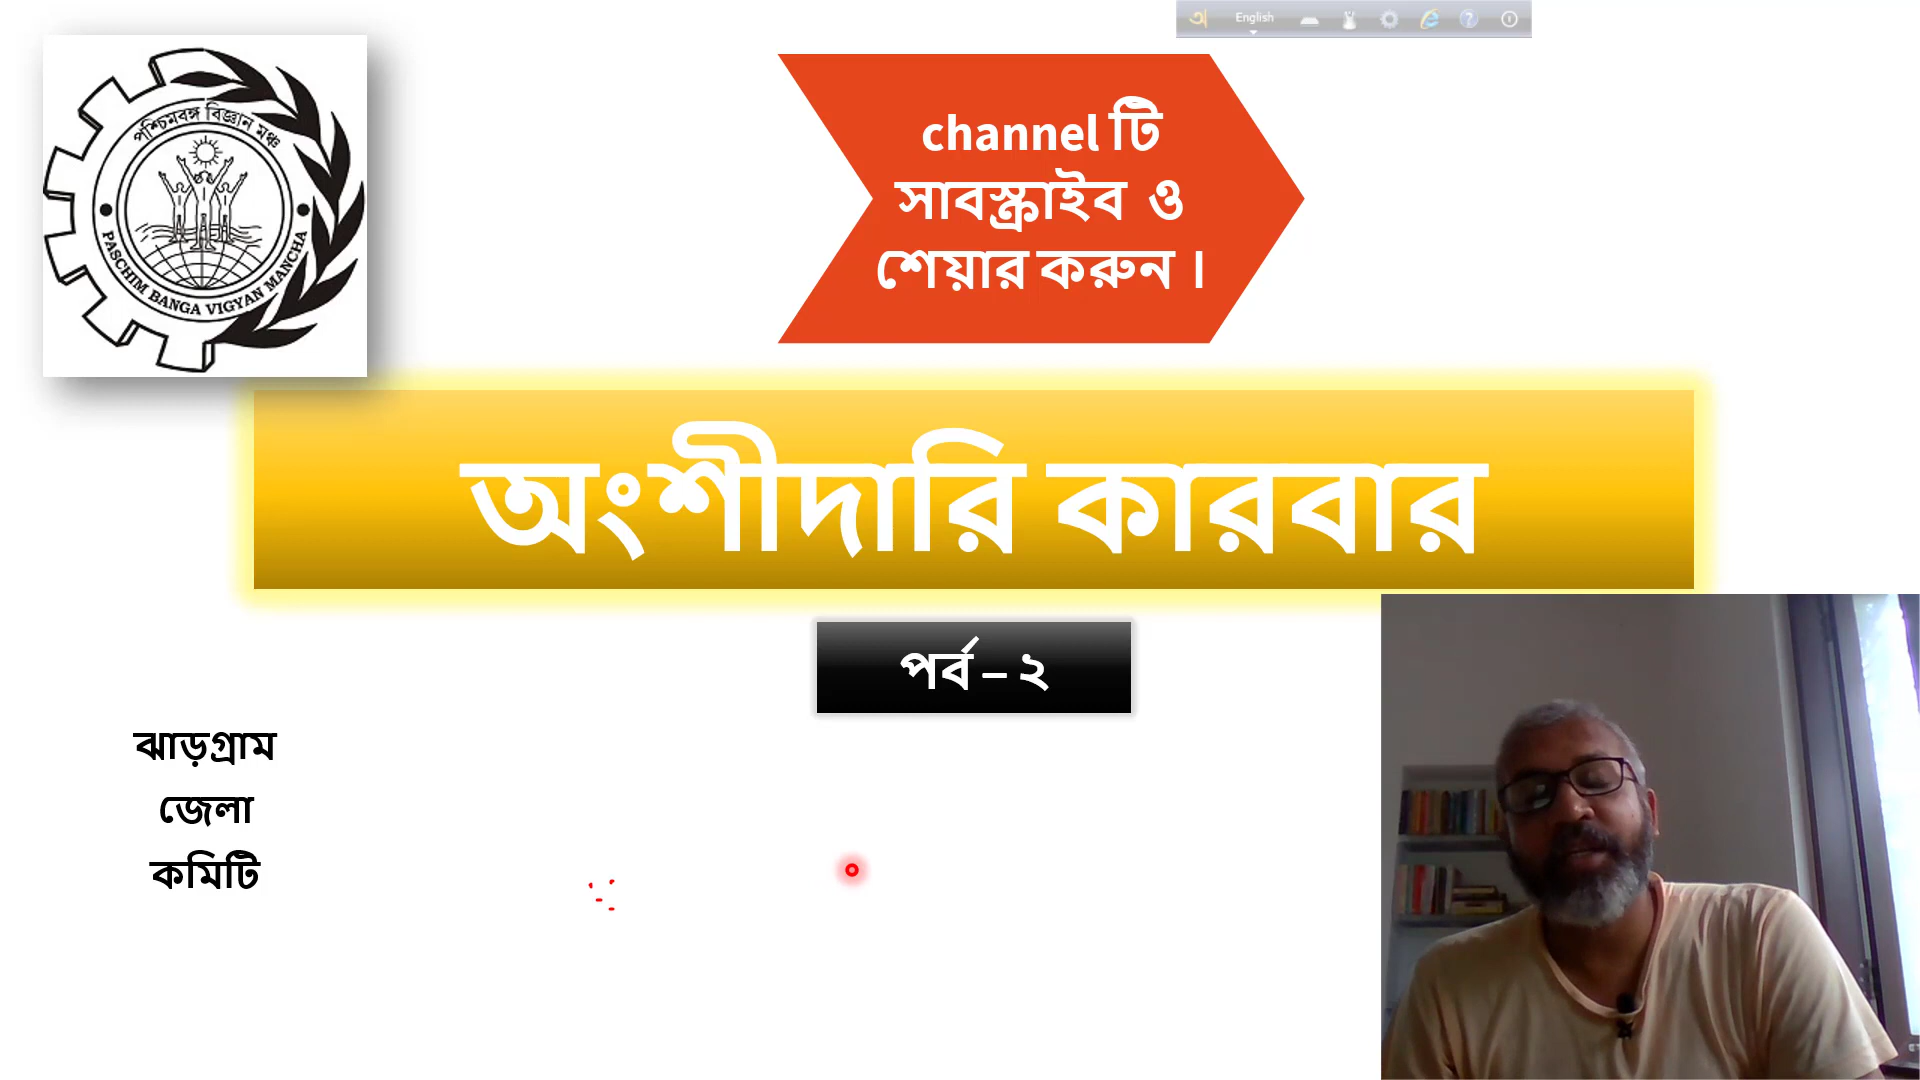 English
পশ্চিমবঙ্গ বিজ্ঞান মঞ্চ
PASCHIM BANGA VIGYAN MANCHA
channel টি
সাবস্ক্রাইব ও
শেয়ার করুন ।
অংশীদারি কারবার
পর্ব – ২
ঝাড়গ্রাম
জেলা
কমিটি